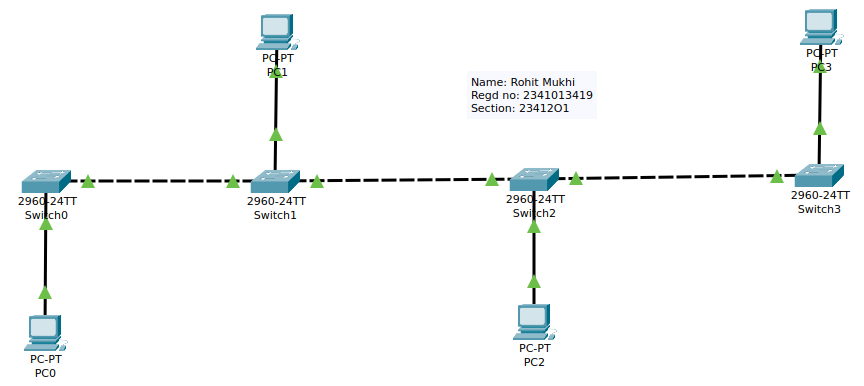 PC-PT
PC1
PC-PT
PC3
Name: Rohit Mukhi
Regd no: 2341013419
Section: 23412O1
2960-24TT
Switch0
2960-24TT
Switch1
2960-24TT
Switch2
2960-24TT
Switch3
PC-PT
PC0
PC-PT
PC2